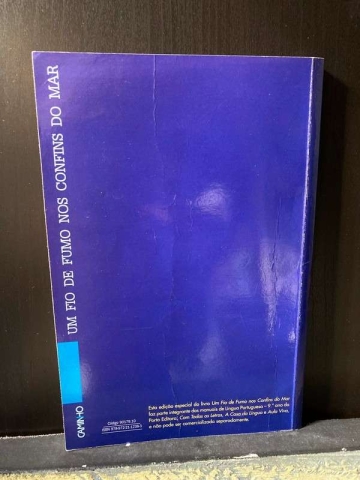 UM FIO DE FUMO NOS CONFINS DO MAR
CAMINHO
Esta edição especial do livro Um Fio de Fumo nos Confins do Mar
faz parte integrante dos manuais de Língua Portuguesa - 9.º ano da
Porto Editora, Com Todas as Letras, A Casa da Língua e Aula Viva,
e não pode ser comercializada separadamente.